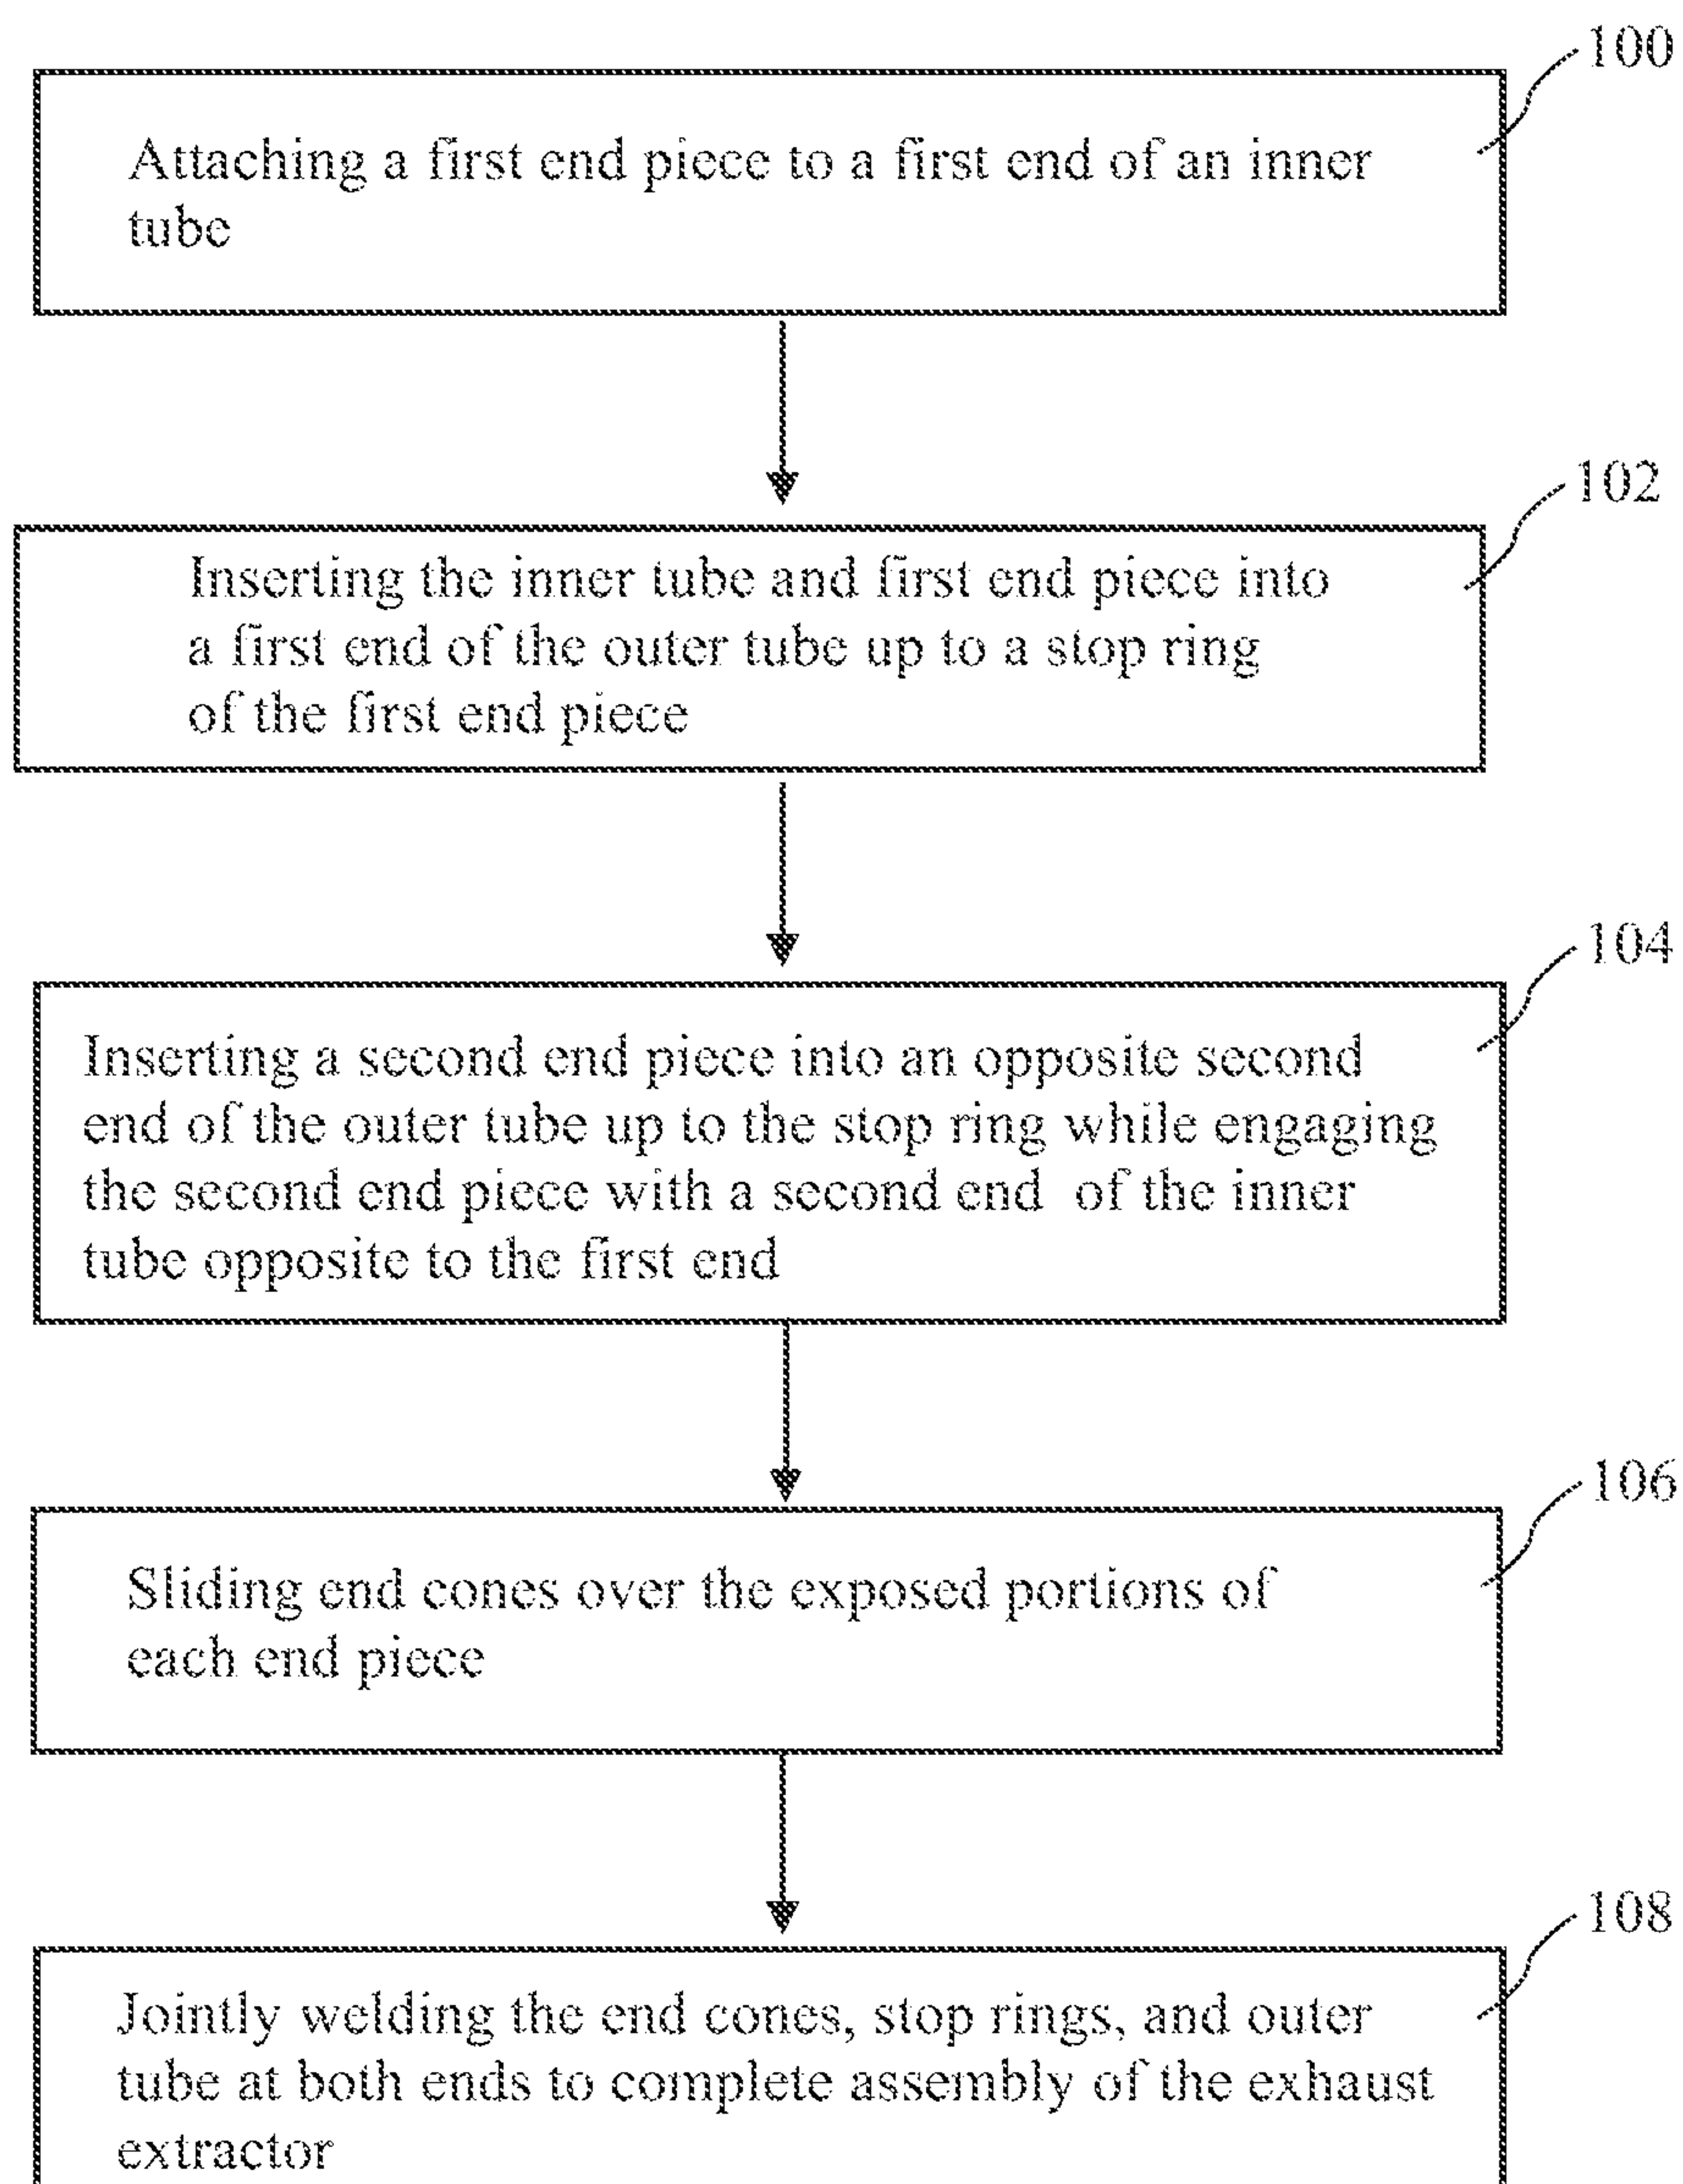 100
Attaching a first end piece to a first end of an inner
tube
102
Inserting the inner tube and first end piece into
a first end of the outer tube up to a stop ring
of the first end piece
104
Inserting a second end piece into an opposite second
end of the outer tube up to the stop ring while engaging
the second end piece with a second end of the inner
tube opposite to the first end
106
Sliding end cones over the exposed portions of
each end piece
108
Jointly welding the end cones, stop rings, and outer
tube at both ends to complete assembly of the exhaust
extractor